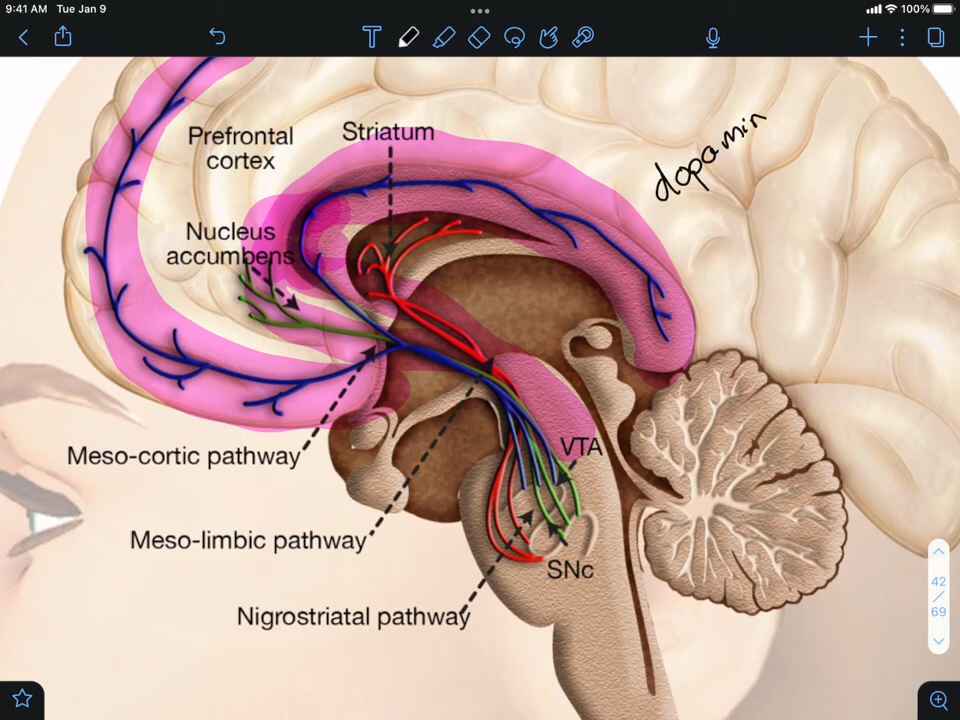 9:41 AM Tue Jan 9
100%
dopamin
Prefrontal
cortex
Striatum
Nucleus
accumbens
Meso-cortic pathway
VTA
Meso-limbic pathway
SNc
Nigrostriatal pathway
42
/
69